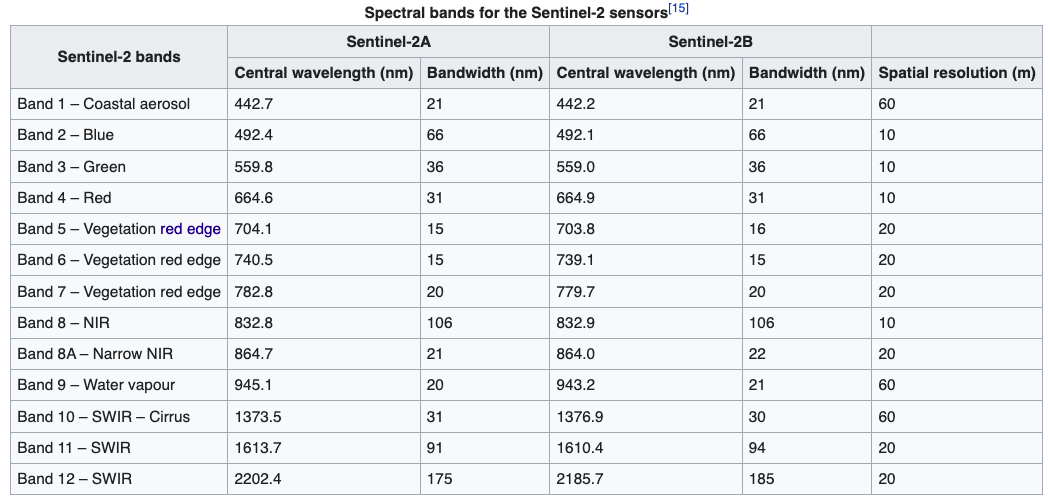 Spectral bands for the Sentinel-2 sensors[15]
Sentinel-2 bands Sentinel-2A Sentinel-2B
Central wavelength (nm) Bandwidth (nm) Central wavelength (nm) Bandwidth (nm) Spatial resolution (m)
Band 1 – Coastal aerosol 442.7 21 442.2 21 60
Band 2 – Blue 492.4 66 492.1 66 10
Band 3 – Green 559.8 36 559.0 36 10
Band 4 – Red 664.6 31 664.9 31 10
Band 5 – Vegetation red edge 704.1 15 703.8 16 20
Band 6 – Vegetation red edge 740.5 15 739.1 15 20
Band 7 – Vegetation red edge 782.8 20 779.7 20 20
Band 8 – NIR 832.8 106 832.9 106 10
Band 8A – Narrow NIR 864.7 21 864.0 22 20
Band 9 – Water vapour 945.1 20 943.2 21 60
Band 10 – SWIR – Cirrus 1373.5 31 1376.9 30 60
Band 11 – SWIR 1613.7 91 1610.4 94 20
Band 12 – SWIR 2202.4 175 2185.7 185 20